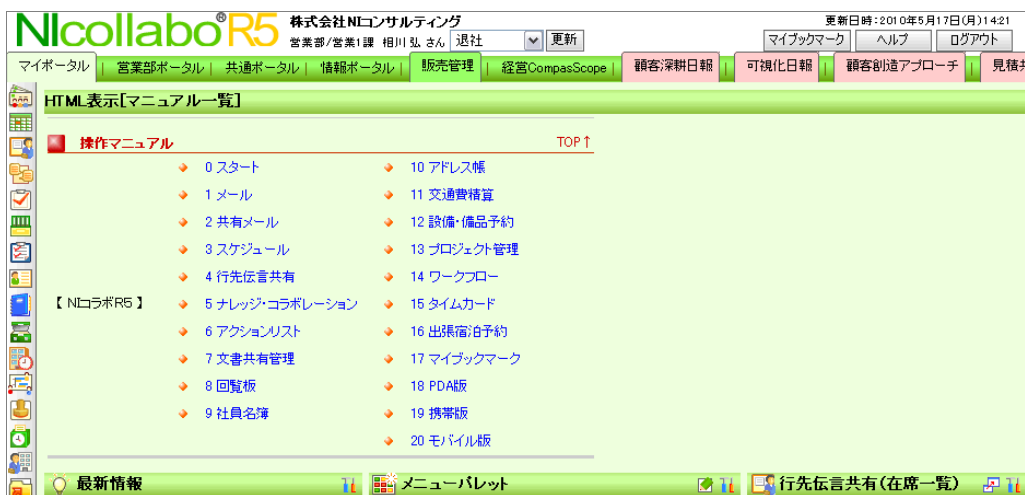 NIcollabo®R5
株式会社NIコンサルティング
更新日時:2010年5月17日(月)14:21
営業部/営業1課 相川 弘 さん 退社 更新
マイブックマーク ヘルプ ログアウト
マイポータル | 営業部ポータル | 共通ポータル | 情報ポータル | 販売管理 | 経営CompasScope | 顧客深耕日報 | 可視化日報 | 顧客創造アプローチ | 見積共
HTML表示[マニュアル一覧]
操作マニュアル TOP↑
0 スタート 10 アドレス帳
1 メール 11 交通費精算
2 共有メール 12 設備・備品予約
3 スケジュール 13 プロジェクト管理
4 行先伝言共有 14 ワークフロー
【 NIコラボR5 】 5 ナレッジ・コラボレーション 15 タイムカード
6 アクションリスト 16 出張宿泊予約
7 文書共有管理 17 マイブックマーク
8 回覧板 18 PDA版
9 社員名簿 19 携帯版
20 モバイル版
最新情報 メニューパレット 行先伝言共有(在席一覧)